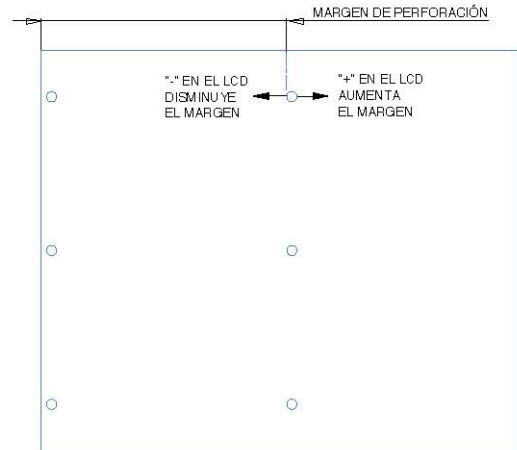 MARGEN DE PERFORACIÓN
"-" EN EL LCD
DISMINUYE
EL MARGEN
"+" EN EL LCD
AUMENTA
EL MARGEN